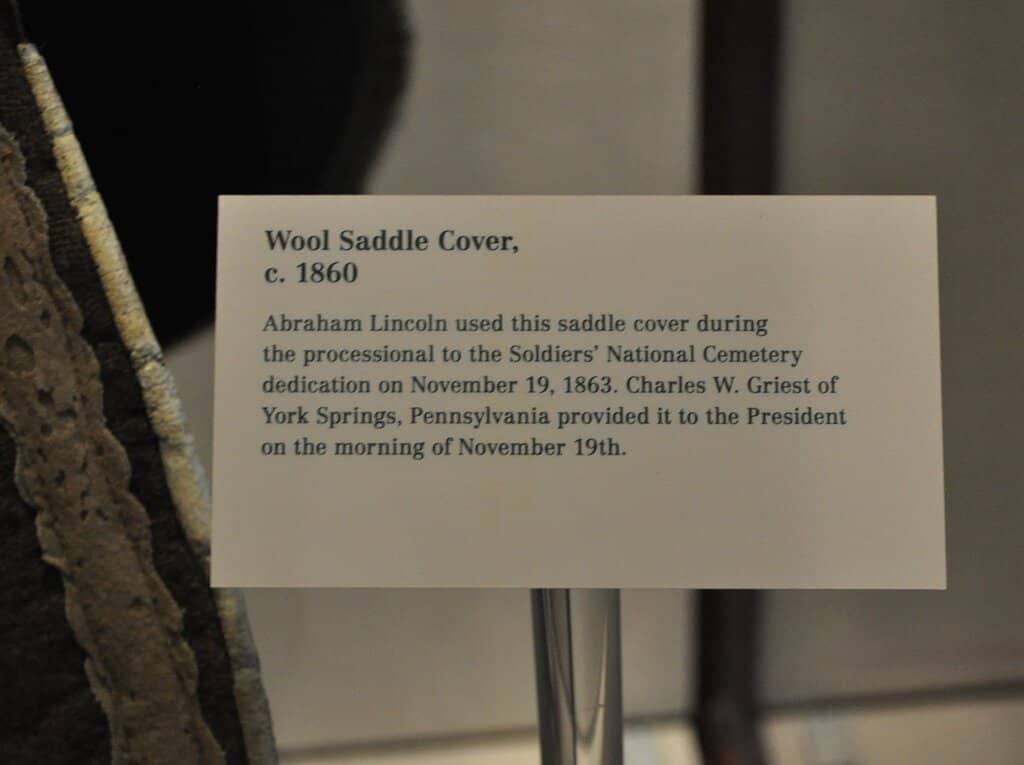 Wool Saddle Cover,
c. 1860
Abraham Lincoln used this saddle cover during
the processional to the Soldiers’ National Cemetery
dedication on November 19, 1863. Charles W. Griest of
York Springs, Pennsylvania provided it to the President
on the morning of November 19th.